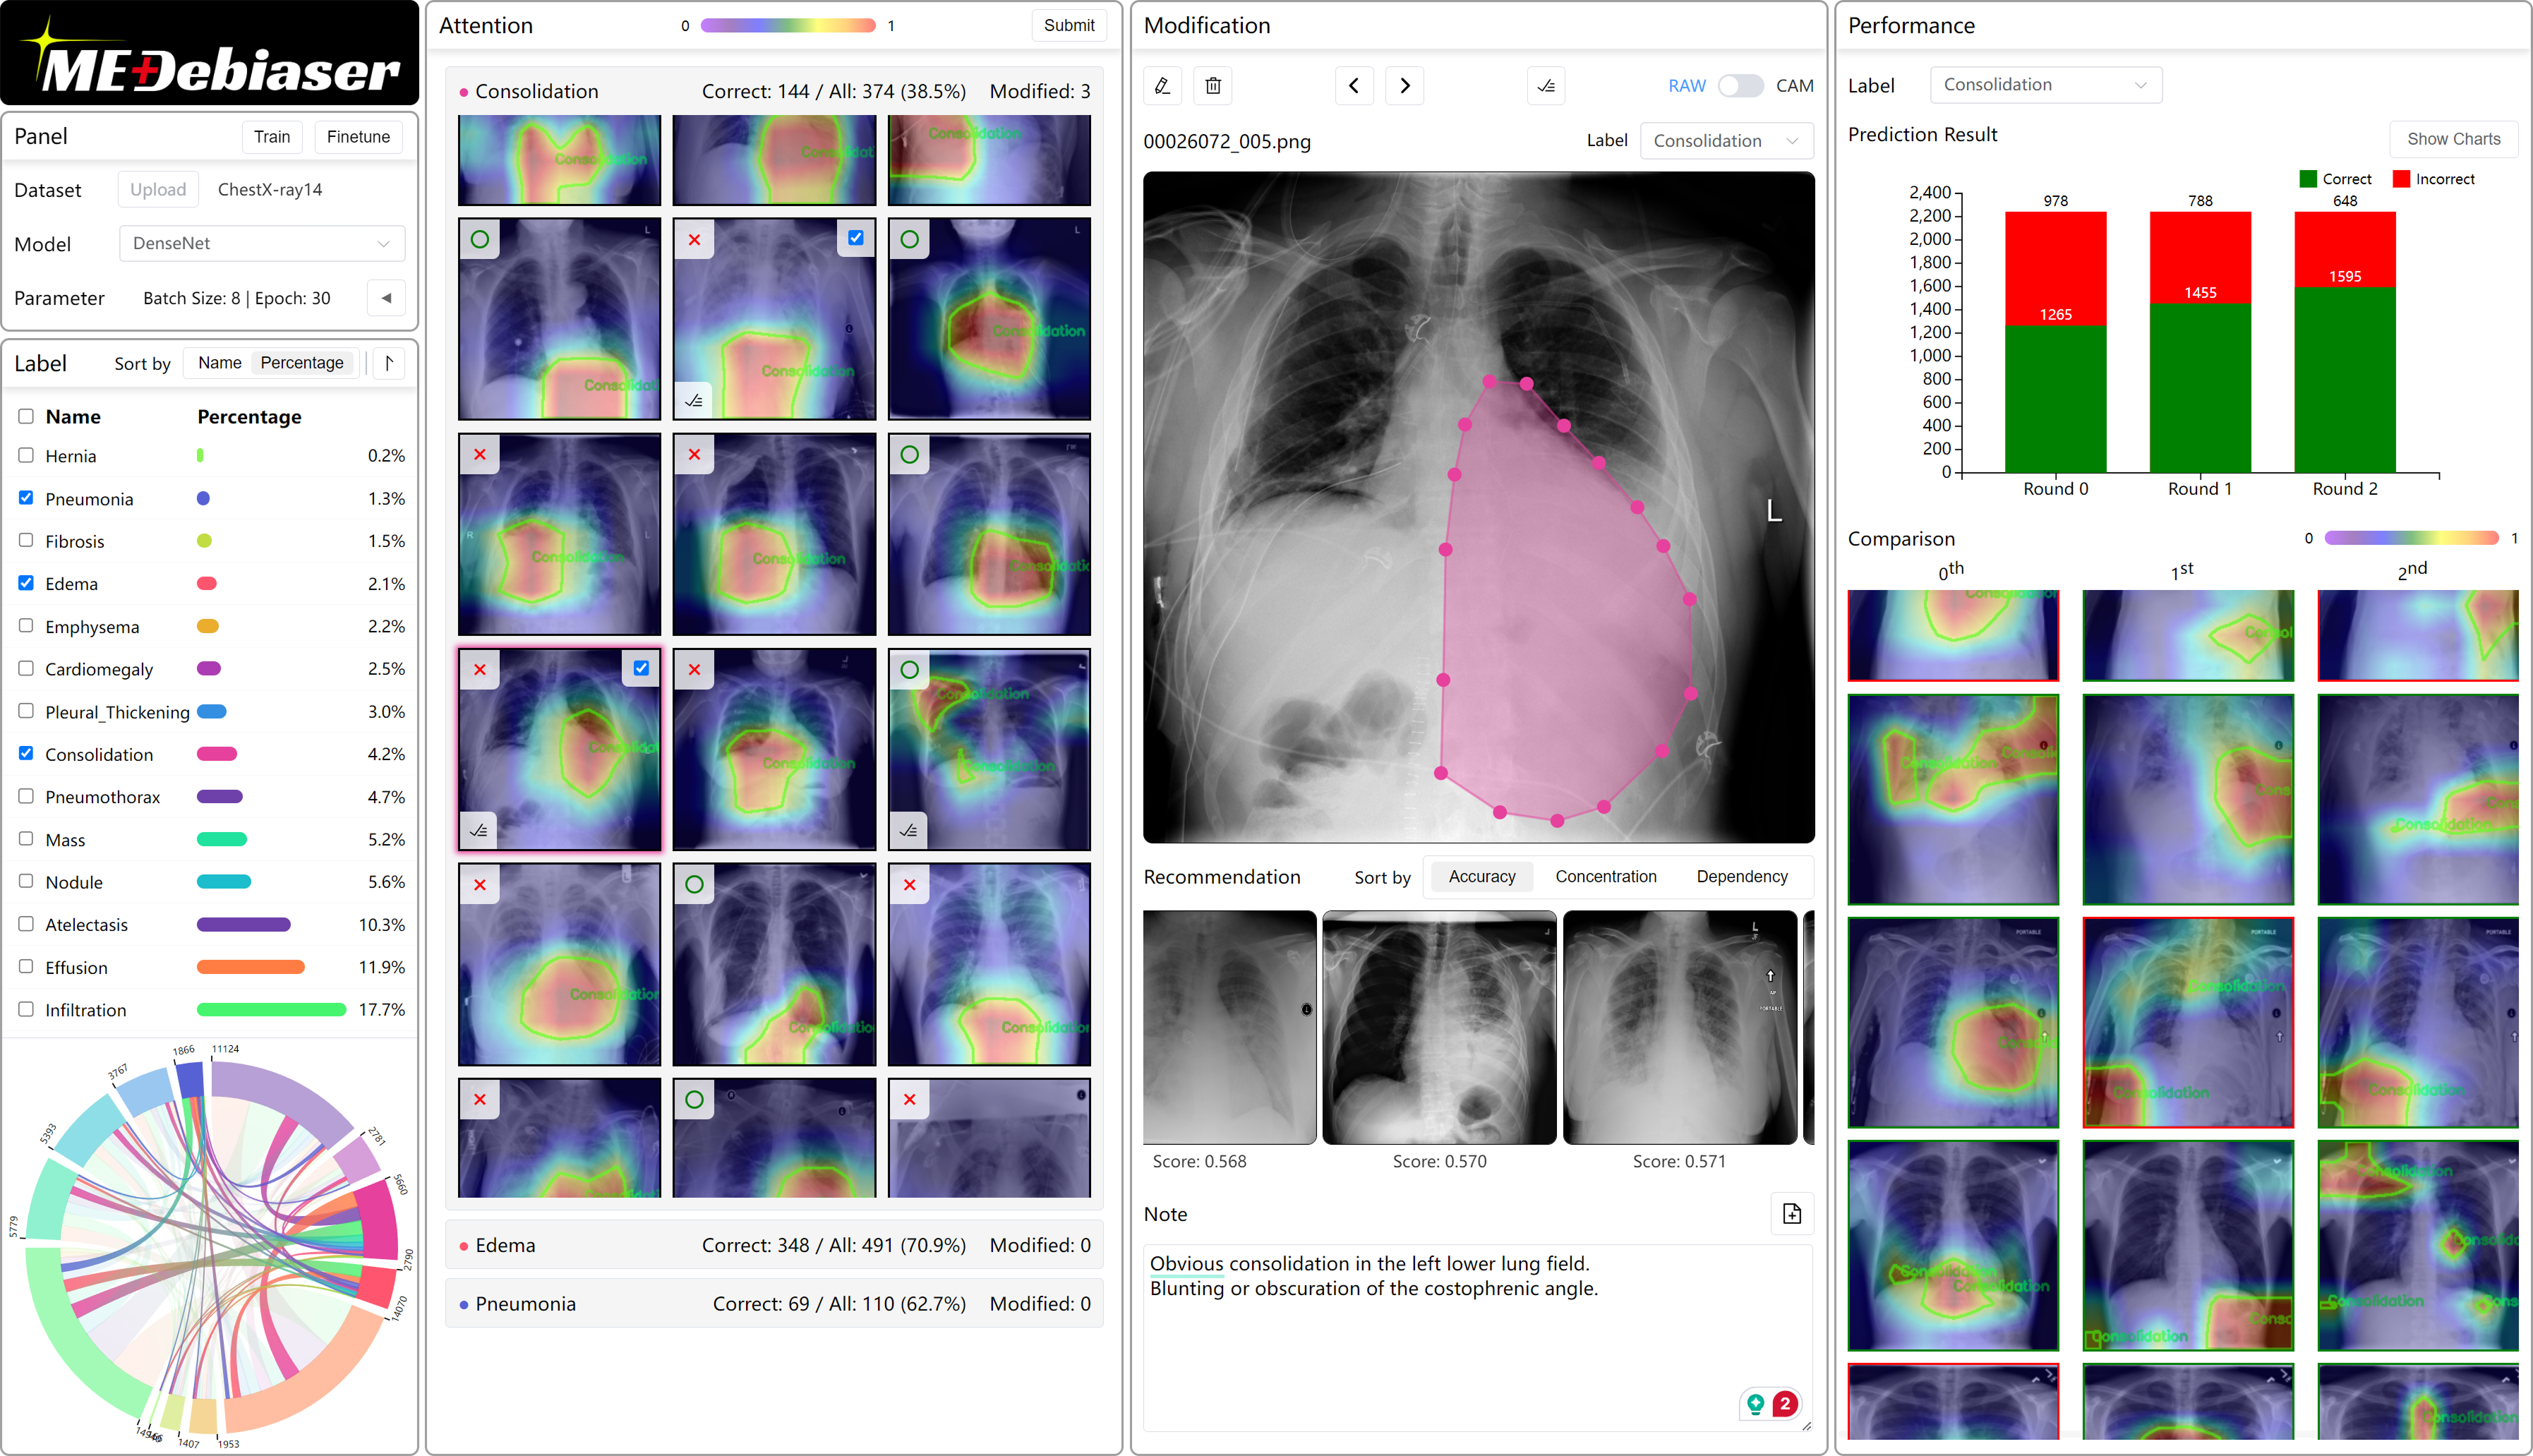 MEDebiaser
Panel
Train
Finetune
Dataset
Upload
ChestX-ray14
Model
DenseNet
Parameter
Batch Size: 8 | Epoch: 30
Label
Sort by
Name
Percentage
Name
Percentage
Hernia
0.2%
Pneumonia
1.3%
Fibrosis
1.5%
Edema
2.1%
Emphysema
2.2%
Cardiomegaly
2.5%
Pleural_Thickening
3.0%
Consolidation
4.2%
Pneumothorax
4.7%
Mass
5.2%
Nodule
5.6%
Atelectasis
10.3%
Effusion
11.9%
Infiltration
17.7%
1866
11124
3767
2781
5393
5660
5779
2790
14070
1407
1953
Attention
0
1
Submit
Consolidation
Correct: 144 / All: 374 (38.5%)
Modified: 3
Edema
Correct: 348 / All: 491 (70.9%)
Modified: 0
Pneumonia
Correct: 69 / All: 110 (62.7%)
Modified: 0
Modification
RAW
CAM
00026072_005.png
Label
Consolidation
L
Recommendation
Sort by
Accuracy
Concentration
Dependency
Score: 0.568
Score: 0.570
Score: 0.571
Note
Obvious consolidation in the left lower lung field.
Blunting or obscuration of the costophrenic angle.
2
Performance
Label
Consolidation
Prediction Result
Show Charts
Correct
Incorrect
2,400
2,200
2,000
1,800
1,600
1,400
1,200
1,000
800
600
400
200
0
978
788
648
1265
1455
1595
Round 0
Round 1
Round 2
Comparison
0
1
0th
1st
2nd